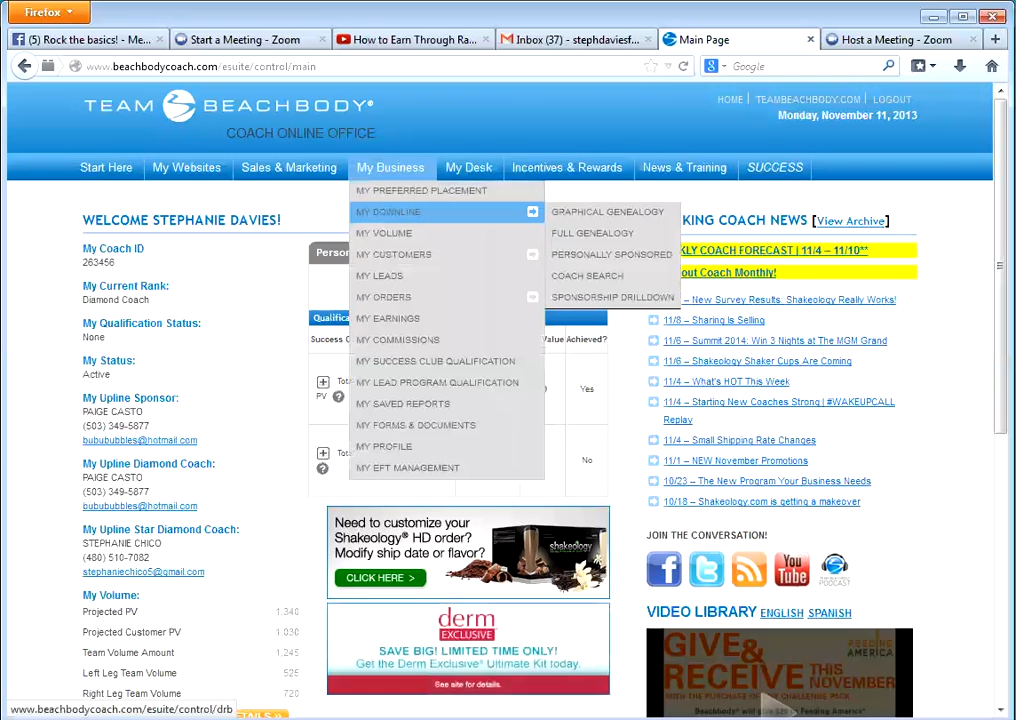 Firefox
(5) Rock the basics! - Me...
Start a Meeting - Zoom
How to Earn Through Ra...
Inbox (37) - stephdaviesf...
Main Page
Host a Meeting - Zoom
www.beachbodycoach.com/esuite/control/main
Google
TEAM BEACHBODY®
COACH ONLINE OFFICE
HOME | TEAMBEACHBODY.COM | LOGOUT
Monday, November 11, 2013
Start Here
My Websites
Sales & Marketing
My Business
My Desk
Incentives & Rewards
News & Training
SUCCESS
MY PREFERRED PLACEMENT
MY DOWNLINE
MY VOLUME
MY CUSTOMERS
MY LEADS
MY ORDERS
MY EARNINGS
MY COMMISSIONS
MY SUCCESS CLUB QUALIFICATION
MY LEAD PROGRAM QUALIFICATION
MY SAVED REPORTS
MY FORMS & DOCUMENTS
MY PROFILE
MY EFT MANAGEMENT
GRAPHICAL GENEALOGY
FULL GENEALOGY
PERSONALLY SPONSORED
COACH SEARCH
SPONSORSHIP DRILLDOWN
WELCOME STEPHANIE DAVIES!
My Coach ID
263456
My Current Rank:
Diamond Coach
My Qualification Status:
None
My Status:
Active
My Upline Sponsor:
PAIGE CASTO
(503) 349-5877
bubububbles@hotmail.com
My Upline Diamond Coach:
PAIGE CASTO
(503) 349-5877
bubububbles@hotmail.com
My Upline Star Diamond Coach:
STEPHANIE CHICO
(480) 510-7082
stephaniechico5@gmail.com
My Volume:
Projected PV 1,340
Projected Customer PV 1,030
Team Volume Amount 1,245
Left Leg Team Volume 525
Right Leg Team Volume 720
www.beachbodycoach.com/esuite/control/drb
Person
Qualifica
Success C
Value Achieved?
Tot
PV
Yes
Tot
No
Need to customize your
Shakeology® HD order?
Modify ship date or flavor?
CLICK HERE >
shakeology
derm
EXCLUSIVE
SAVE BIG! LIMITED TIME ONLY!
Get the Derm Exclusive® Ultimate Kit today.
See site for details.
KING COACH NEWS [View Archive]
KLY COACH FORECAST | 11/4 – 11/10**
out Coach Monthly!
– New Survey Results: Shakeology Really Works!
11/8 – Sharing Is Selling
11/6 – Summit 2014: Win 3 Nights at The MGM Grand
11/6 – Shakeology Shaker Cups Are Coming
11/4 – What's HOT This Week
11/4 – Starting New Coaches Strong | #WAKEUPCALL
Replay
11/4 – Small Shipping Rate Changes
11/1 – NEW November Promotions
10/23 – The New Program Your Business Needs
10/18 – Shakeology.com is getting a makeover
JOIN THE CONVERSATION!
You
Tube
PODCAST
VIDEO LIBRARY ENGLISH SPANISH
GIVE&
RECEIVE THIS
NOVEMBER
FEEDING
AMERICA
WITH THE PURCHASE OF
CHALLENGE PACK